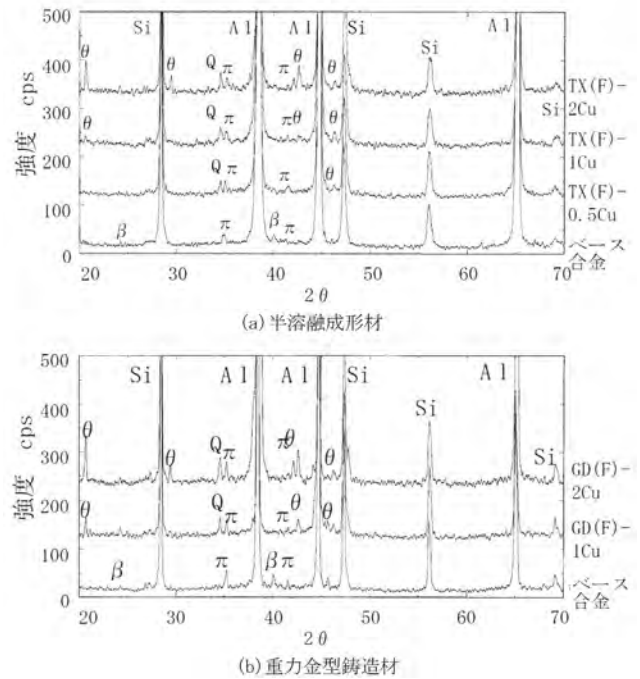 Si Al Al Si Si Al
θ θ Q π π θ θ TX(F)-
2Cu
Si
θ Q π πθ θ TX(F)-
1Cu
Q π π θ TX(F)-
0.5Cu
β π β π ベース
合金
強度 cps
500
400
300
200
100
0
20 30 40 50 60 70
2θ
(a)半溶融成形材
Si Al Al Si Si Al
θ θ Q π π θ θ Si GD(F)-
2Cu
θ Q π π θ θ GD(F)-
1Cu
β π β π ベース
合金
強度 cps
500
400
300
200
100
0
20 30 40 50 60 70
2θ
(b)重力金型鋳造材